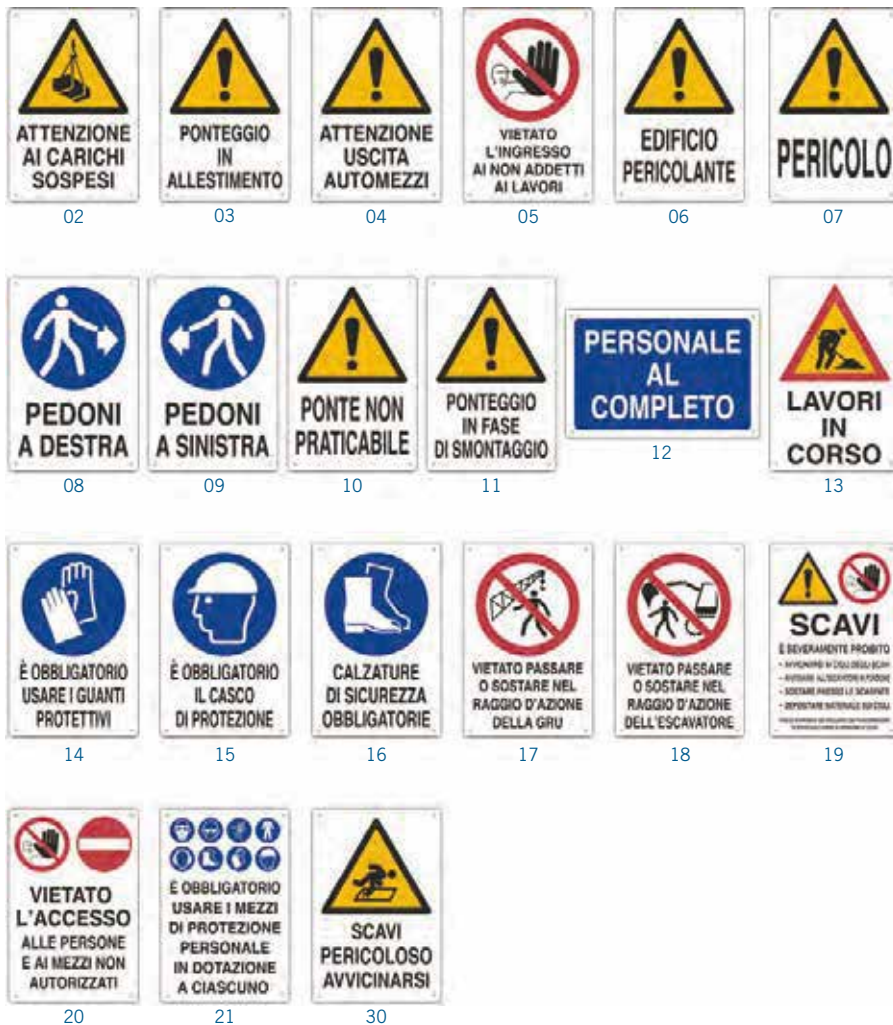 ATTENZIONE
AI CARICHI
SOSPESI
02
PONTEGGIO
IN
ALLESTIMENTO
03
ATTENZIONE
USCITA
AUTOMEZZI
04
VIETATO
L'INGRESSO
AI NON ADDETTI
AI LAVORI
05
EDIFICIO
PERICOLANTE
06
PERICOLO
07
PEDONI
A DESTRA
08
PEDONI
A SINISTRA
09
PONTE NON
PRATICABILE
10
PONTEGGIO
IN FASE
DI SMONTAGGIO
11
PERSONALE
AL
COMPLETO
12
LAVORI
IN
CORSO
13
È OBBLIGATORIO
USARE I GUANTI
PROTETTIVI
14
È OBBLIGATORIO
IL CASCO
DI PROTEZIONE
15
CALZATURE
DI SICUREZZA
OBBLIGATORIE
16
VIETATO PASSARE
O SOSTARE NEL
RAGGIO D'AZIONE
DELLA GRU
17
VIETATO PASSARE
O SOSTARE NEL
RAGGIO D'AZIONE
DELL'ESCAVATORE
18
SCAVI
È SEVERAMENTE PROIBITO
19
VIETATO
L'ACCESSO
ALLE PERSONE
E AI MEZZI NON
AUTORIZZATI
20
È OBBLIGATORIO
USARE I MEZZI
DI PROTEZIONE
PERSONALE
IN DOTAZIONE
A CIASCUNO
21
SCAVI
PERICOLOSO
AVVICINARSI
30